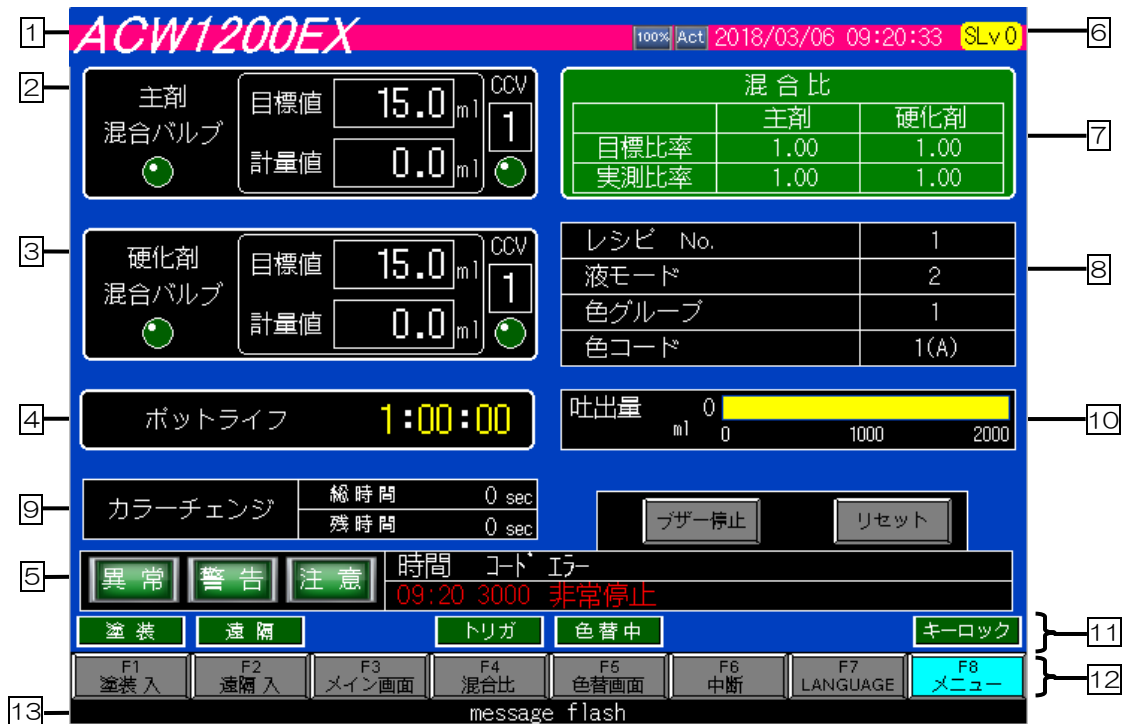 1 ACW1200EX 100% Act 2018/03/06 09:20:33 SLv0 6
2 主剤 混合バルブ 目標値 15.0 ml CCV 1
計量値 0.0 ml
混合比 7
主剤 硬化剤
目標比率 1.00 1.00
実測比率 1.00 1.00
3 硬化剤 混合バルブ 目標値 15.0 ml CCV 1
計量値 0.0 ml
レシピ No. 1
液モード 2 8
色グループ 1
色コード 1(A)
4 ポットライフ 1:00:00
吐出量 0 10
ml 0 1000 2000
9 カラーチェンジ 総時間 0 sec
残時間 0 sec
ブザー停止 リセット
5 異常 警告 注意 時間 コード エラー
09:20 3000 非常停止
塗装 遠隔 トリガ 色替中 キーロック 11
F1 F2 F3 F4 F5 F6 F7 F8
塗装入 遠隔入 メイン画面 混合比 色替画面 中断 LANGUAGE メニュー 12
13 message flash